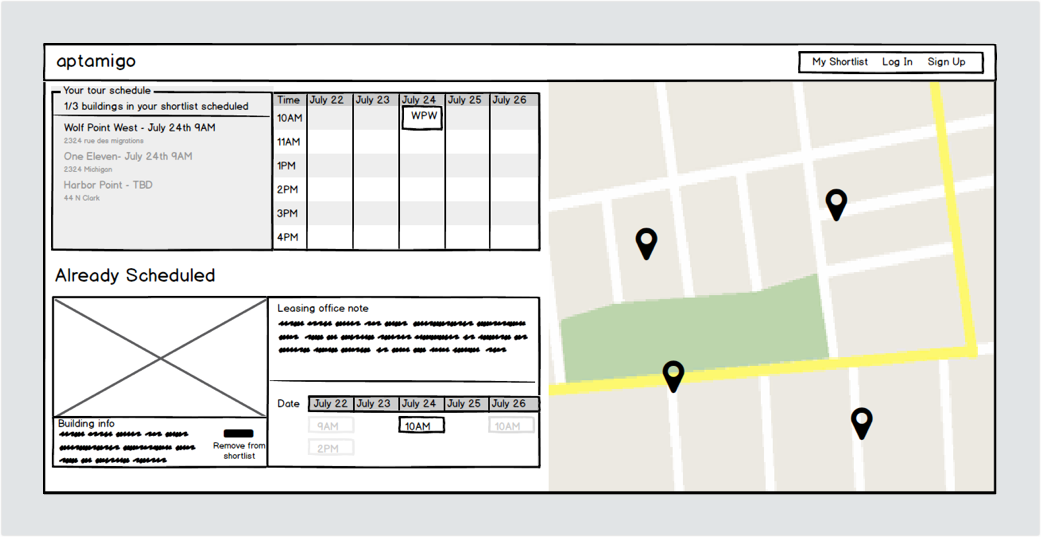 aptamigo
My Shortlist Log In Sign Up
Your tour schedule
1/3 buildings in your shortlist scheduled
Wolf Point West - July 24th 9AM
2324 rue des migrations
One Eleven- July 24th 9AM
2324 Michigan
Harbor Point - TBD
44 N Clark
Time July 22 July 23 July 24 July 25 July 26
10AM WPW
11AM
1PM
2PM
3PM
4PM
Already Scheduled
Building info
Remove from
shortlist
Leasing office note
Date July 22 July 23 July 24 July 25 July 26
9AM 10AM 10AM
2PM